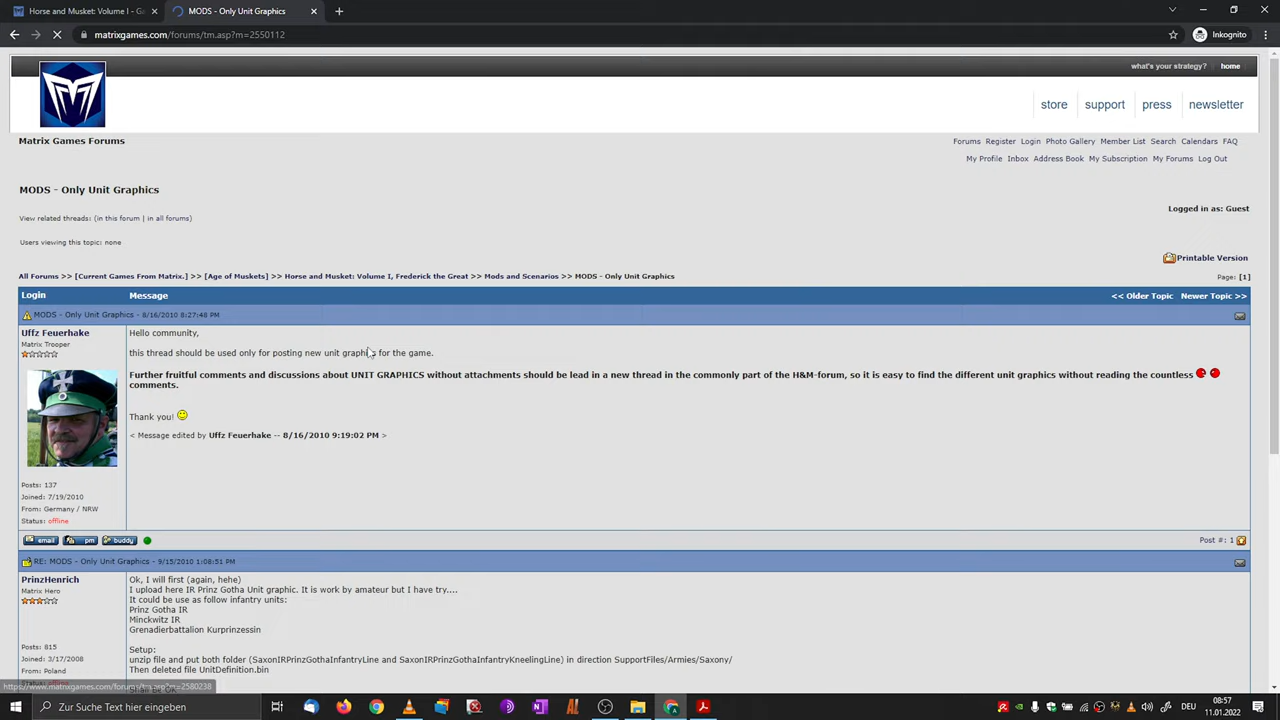 Horse and Musket: Volume I - Ga
MODS - Only Unit Graphics
matrixgames.com/forums/tm.asp?m=2550112
Inkognito
what's your strategy? home
store support press newsletter
Matrix Games Forums
Forums Register Login Photo Gallery Member List Search Calendars FAQ
My Profile Inbox Address Book My Subscription My Forums Log Out
MODS - Only Unit Graphics
Logged in as: Guest
View related threads: (in this forum | in all forums)
Users viewing this topic: none
Printable Version
All Forums >> [Current Games From Matrix.] >> [Age of Muskets] >> Horse and Musket: Volume I, Frederick the Great >> Mods and Scenarios >> MODS - Only Unit Graphics
Page: [1]
Login Message << Older Topic Newer Topic >>
MODS - Only Unit Graphics - 8/16/2010 8:27:48 PM
Uffz Feuerhake
Matrix Trooper
Posts: 137
Joined: 7/19/2010
From: Germany / NRW
Status: offline
Hello community,
this thread should be used only for posting new unit graphics for the game.
Further fruitful comments and discussions about UNIT GRAPHICS without attachments should be lead in a new thread in the commonly part of the H&M-forum, so it is easy to find the different unit graphics without reading the countless
comments.
Thank you!
< Message edited by Uffz Feuerhake -- 8/16/2010 9:19:02 PM >
email pm buddy
Post #: 1
RE: MODS - Only Unit Graphics - 9/15/2010 1:08:51 PM
PrinzHenrich
Matrix Hero
Posts: 815
Joined: 3/17/2008
From: Poland
Ok, I will first (again, hehe)
I upload here IR Prinz Gotha Unit graphic. It is work by amateur but I have try....
It could be use as follow infantry units:
Prinz Gotha IR
Minckwitz IR
Grenadierbattalion Kurprinzessin
Setup:
unzip file and put both folder (SaxonIRPrinzGothaInfantryLine and SaxonIRPrinzGothaInfantryKneelingLine) in direction SupportFiles/Armies/Saxony/
Then deleted file UnitDefinition.bin
https://www.matrixgames.com/forums/tm.asp?m=2580238
Zur Suche Text hier eingeben
DEU
08:57
11.01.2022